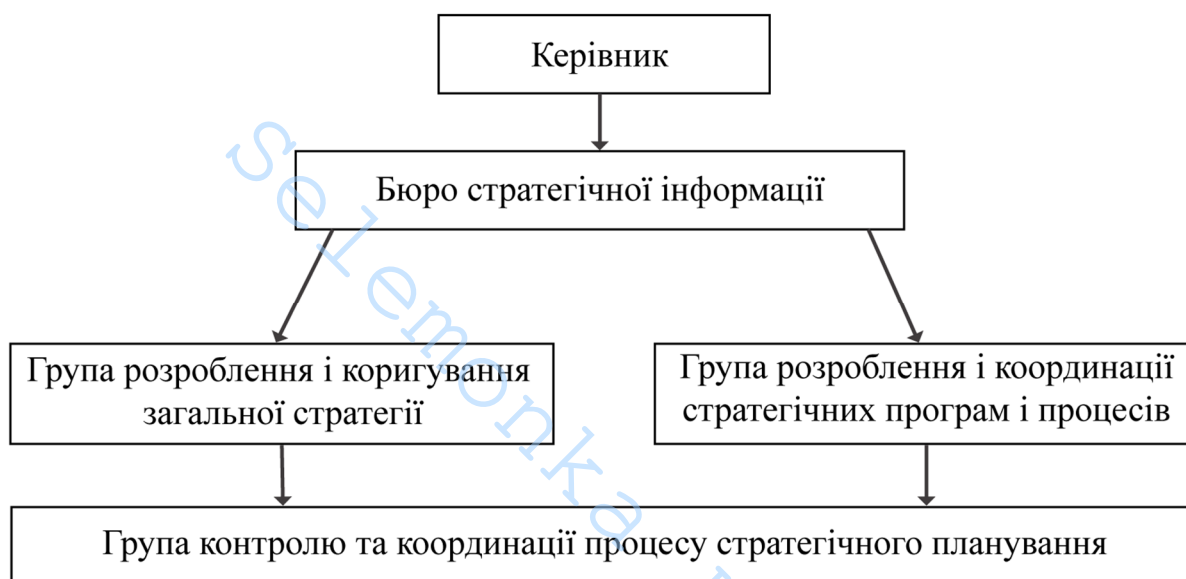 Керівник
Бюро стратегічної інформації
Група розроблення і коригування
загальної стратегії
Група розроблення і координації
стратегічних програм і процесів
Група контролю та координації процесу стратегічного планування
Selemonka